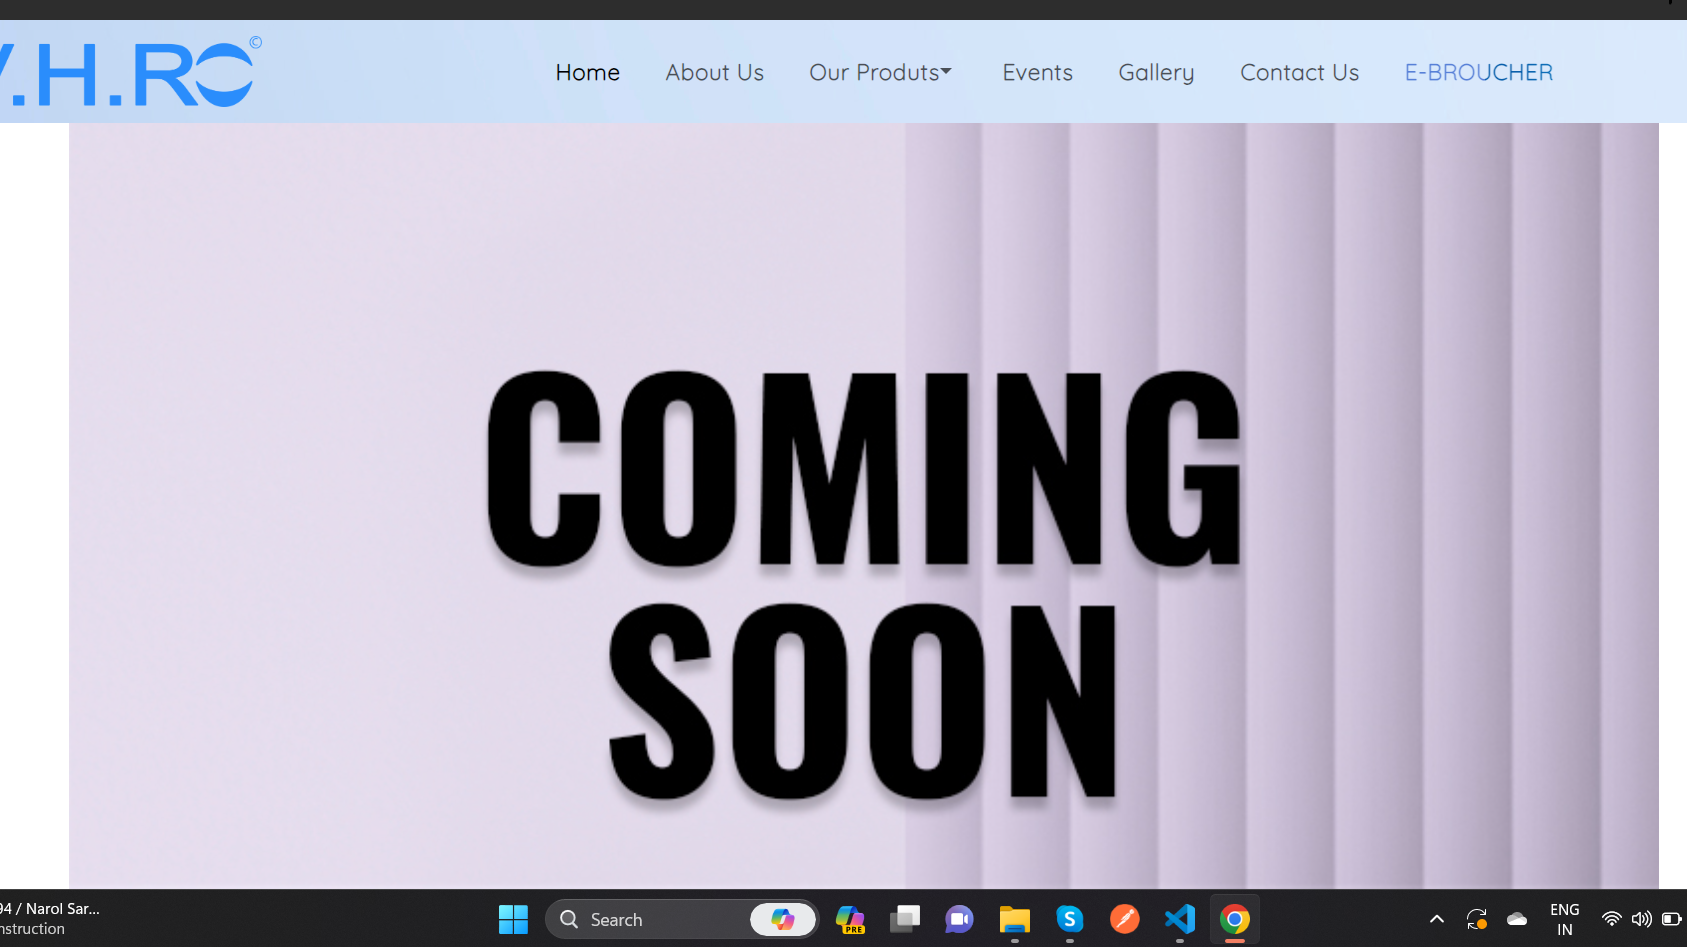 .H.RO©
Home About Us Our Produts Events Gallery Contact Us E-BROUCHER
COMING
SOON
94 / Narol Sar...
nstruction
Search
PRE
S
ENG
IN